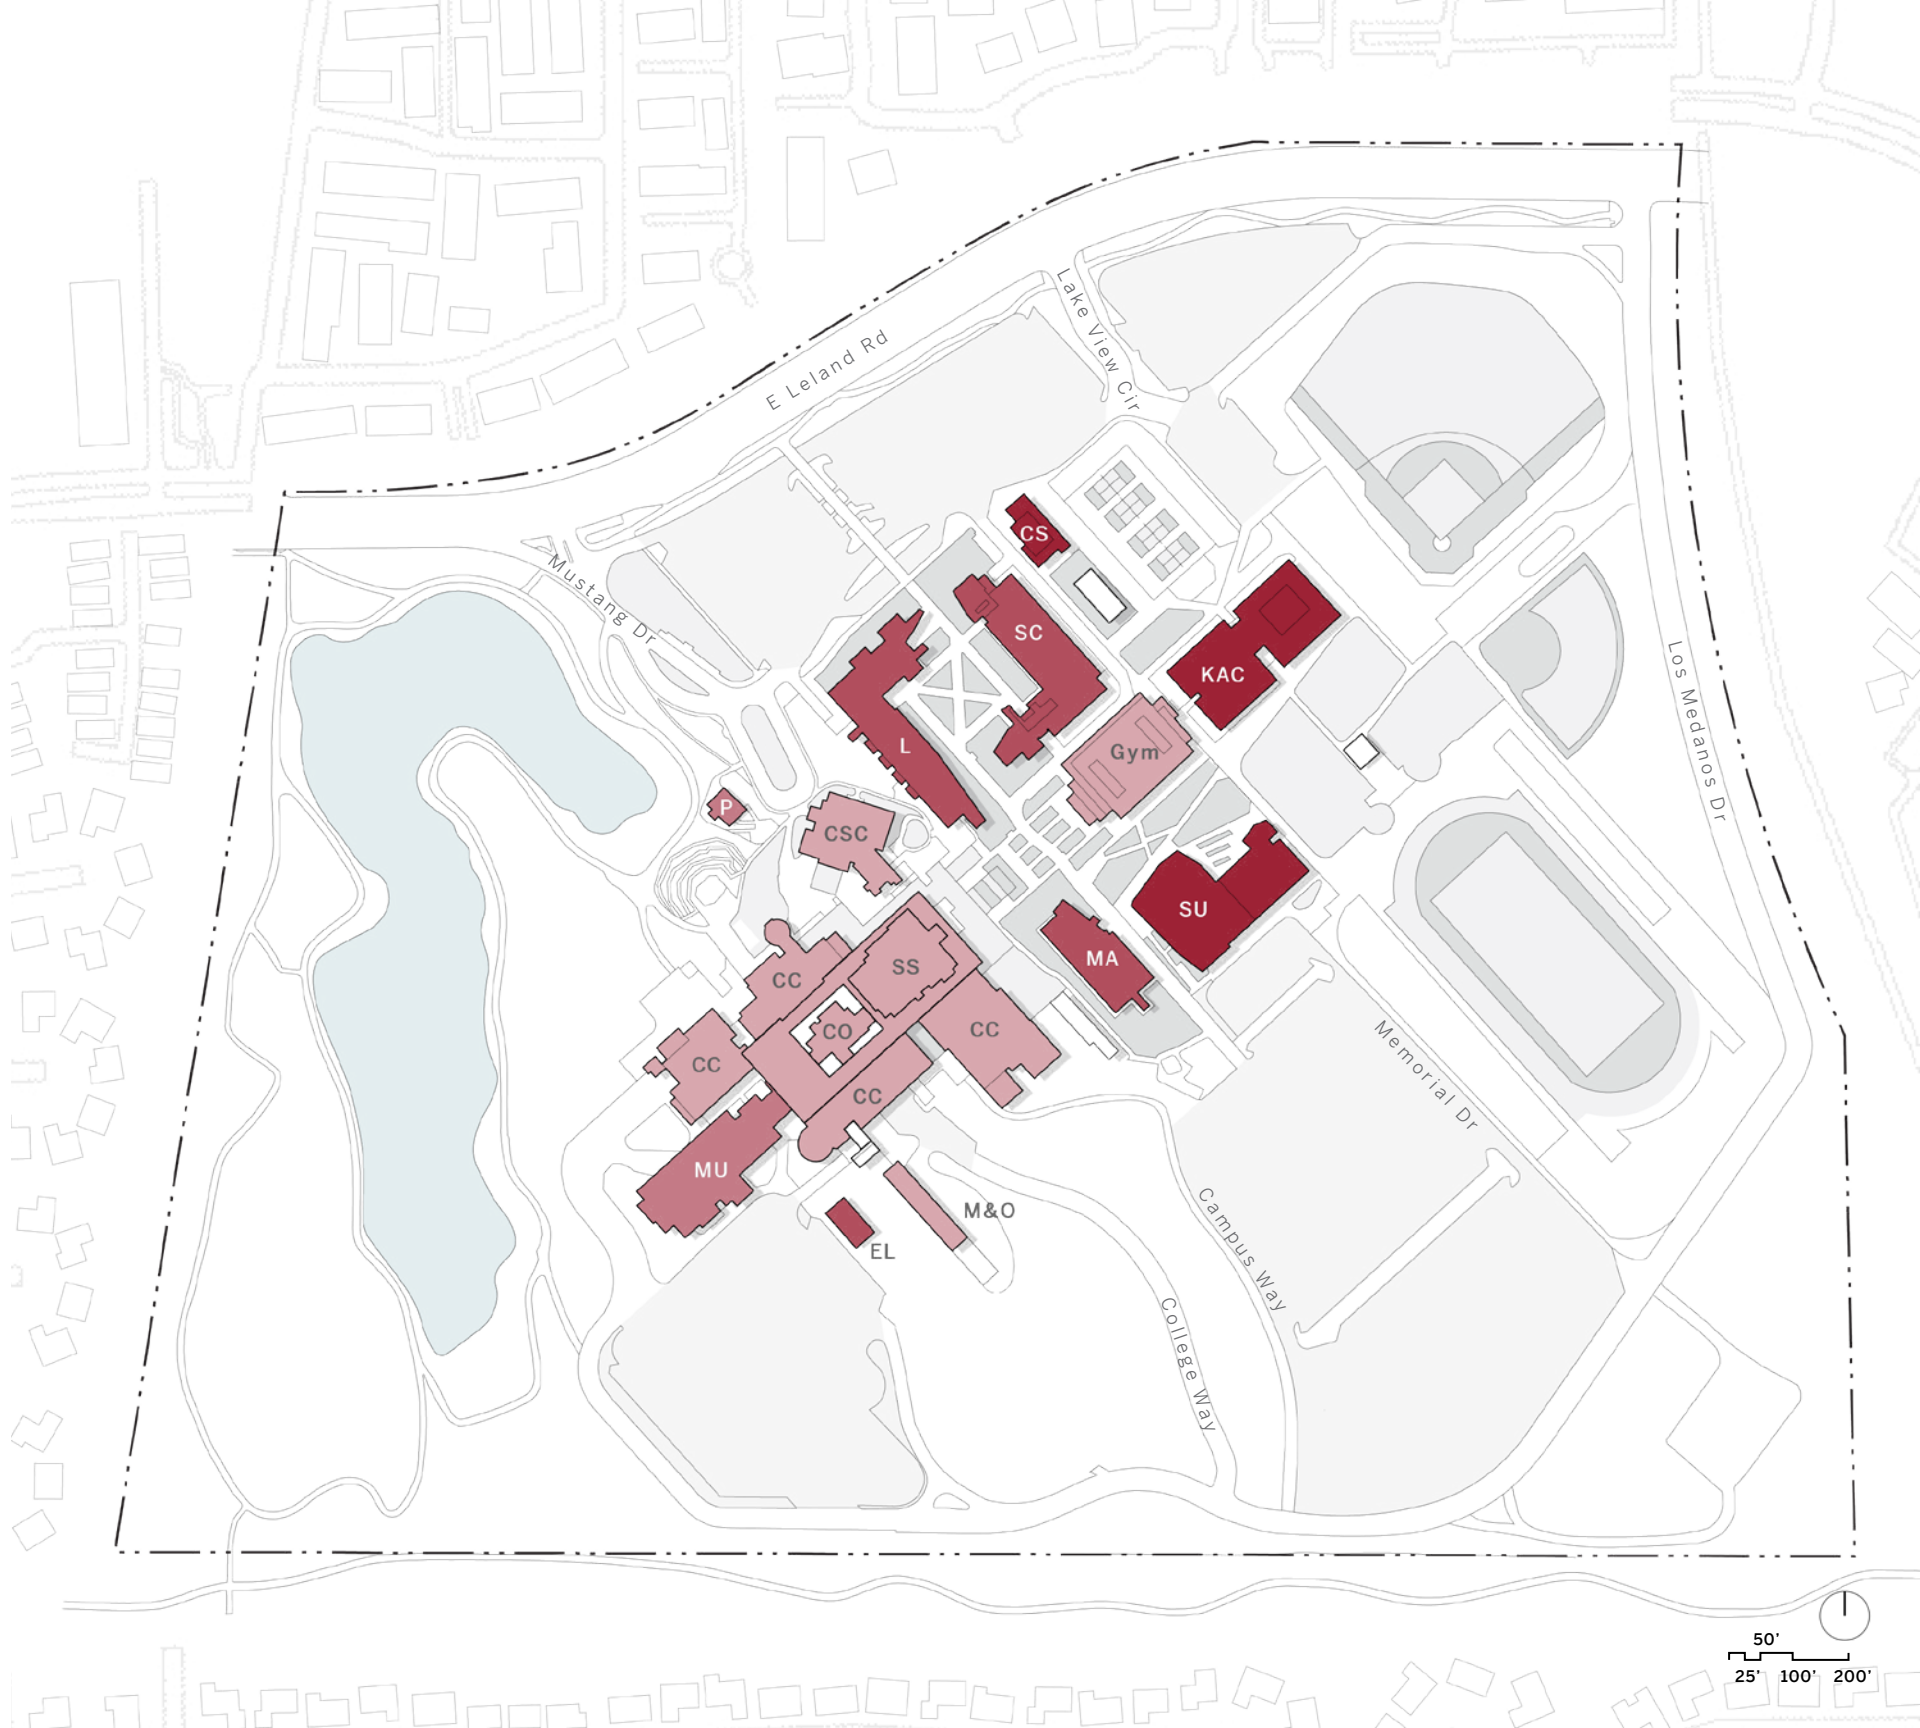 E Leland Rd
Lake View Cir
Mustang Dr
CS
SC
KAC
L
Gym
Los Medanos Dr
P
CSC
SU
MA
SS
CC
CO
CC
CC
CC
Memorial Dr
MU
M&O
EL
Campus Way
College Way
50'
25' 100' 200'